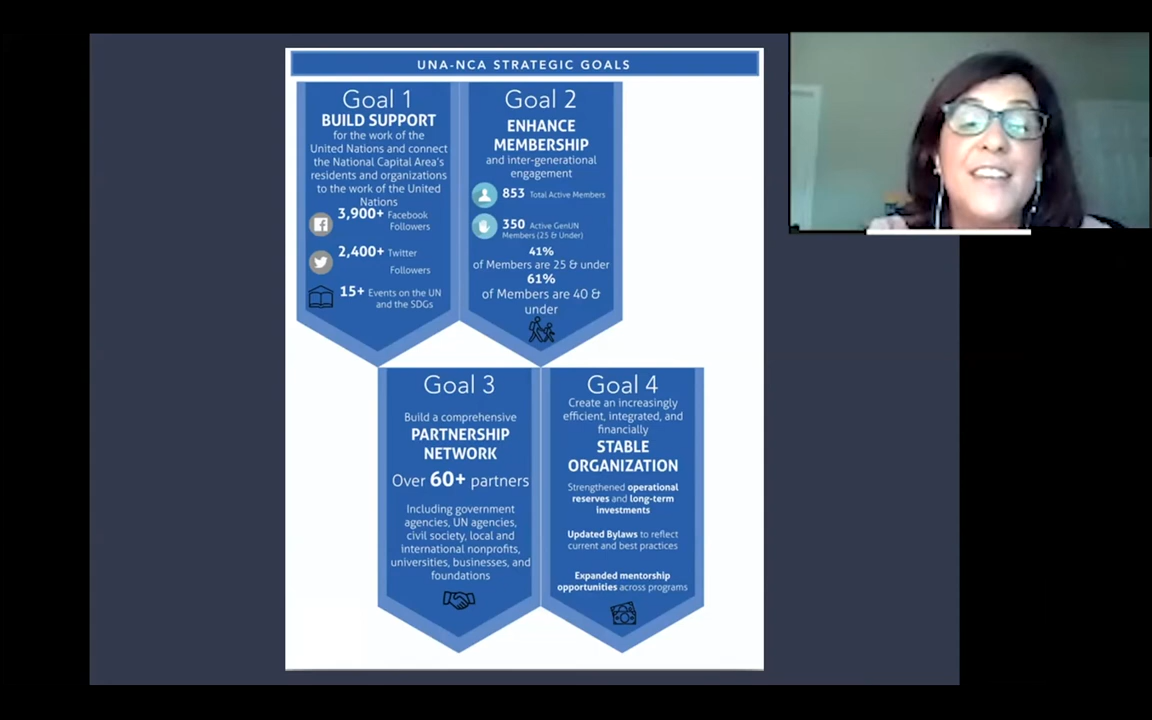 UNA-NCA STRATEGIC GOALS
Goal 1
BUILD SUPPORT
for the work of the
United Nations and connect
the National Capital Area's
residents and organizations
to the work of the United
Nations
3,900+ Facebook
Followers
2,400+ Twitter
Followers
15+ Events on the UN
and the SDGs
Goal 2
ENHANCE
MEMBERSHIP
and inter-generational
engagement
853 Total Active Members
350 Active GenUN
Members (25 & Under)
41%
of Members are 25 & under
61%
of Members are 40 &
under
Goal 3
Build a comprehensive
PARTNERSHIP
NETWORK
Over 60+ partners
Including government
agencies, UN agencies,
civil society, local and
international nonprofits,
universities, businesses, and
foundations
Goal 4
Create an increasingly
efficient, integrated, and
financially
STABLE
ORGANIZATION
Strengthened operational
reserves and long-term
investments
Updated Bylaws to reflect
current and best practices
Expanded mentorship
opportunities across programs